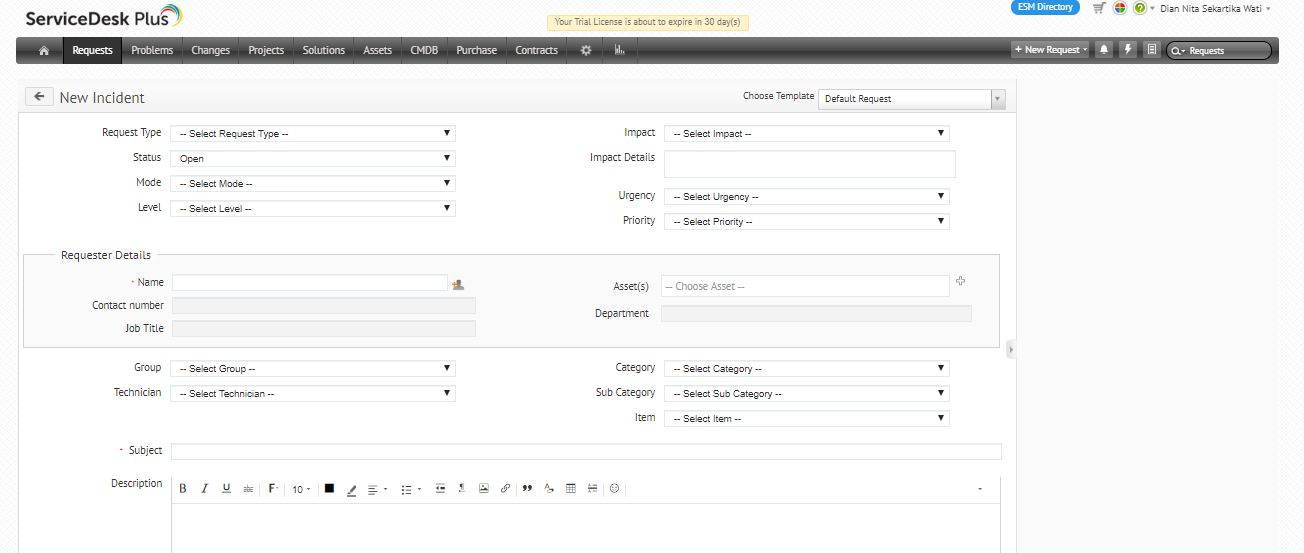 ServiceDesk Plus
Your Trial License is about to expire in 30 day(s)
ESM Directory
Dian Nita Sekartika Wati
Requests Problems Changes Projects Solutions Assets CMDB Purchase Contracts
+ New Request
Requests
New Incident
Choose Template Default Request
Request Type -- Select Request Type --
Impact -- Select Impact --
Status Open
Impact Details
Mode -- Select Mode --
Urgency -- Select Urgency --
Level -- Select Level --
Priority -- Select Priority --
Requester Details
* Name
Asset(s) -- Choose Asset --
Contact number
Department
Job Title
Group -- Select Group --
Category -- Select Category --
Technician -- Select Technician --
Sub Category -- Select Sub Category --
Item -- Select Item --
* Subject
Description
B I U abc F 10